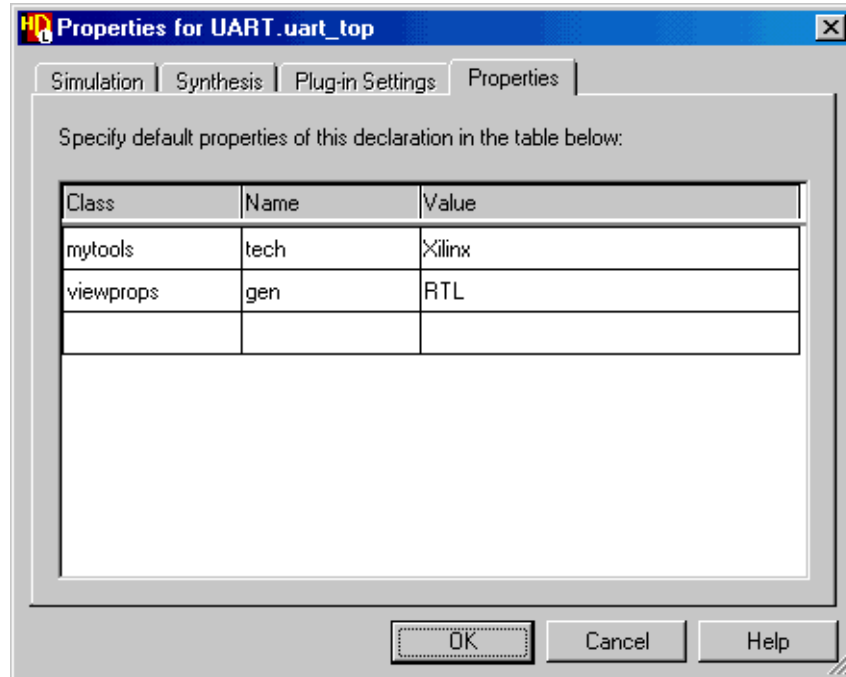 HD L Properties for UART.uart_top
Simulation Synthesis Plug-in Settings Properties
Specify default properties of this declaration in the table below:
Class Name Value
mytools tech Xilinx
viewprops gen RTL
OK Cancel Help